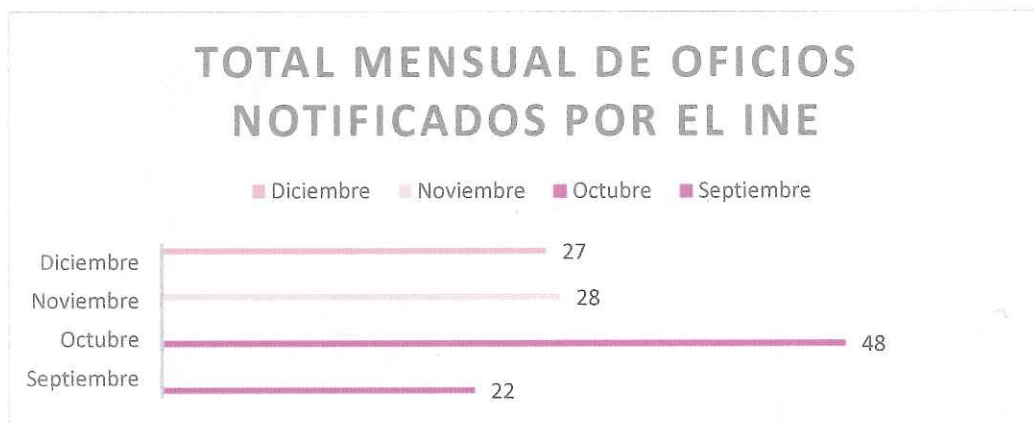 TOTAL MENSUAL DE OFICIOS
NOTIFICADOS POR EL INE
Diciembre Noviembre Octubre Septiembre
Diciembre 27
Noviembre 28
Octubre 48
Septiembre 22